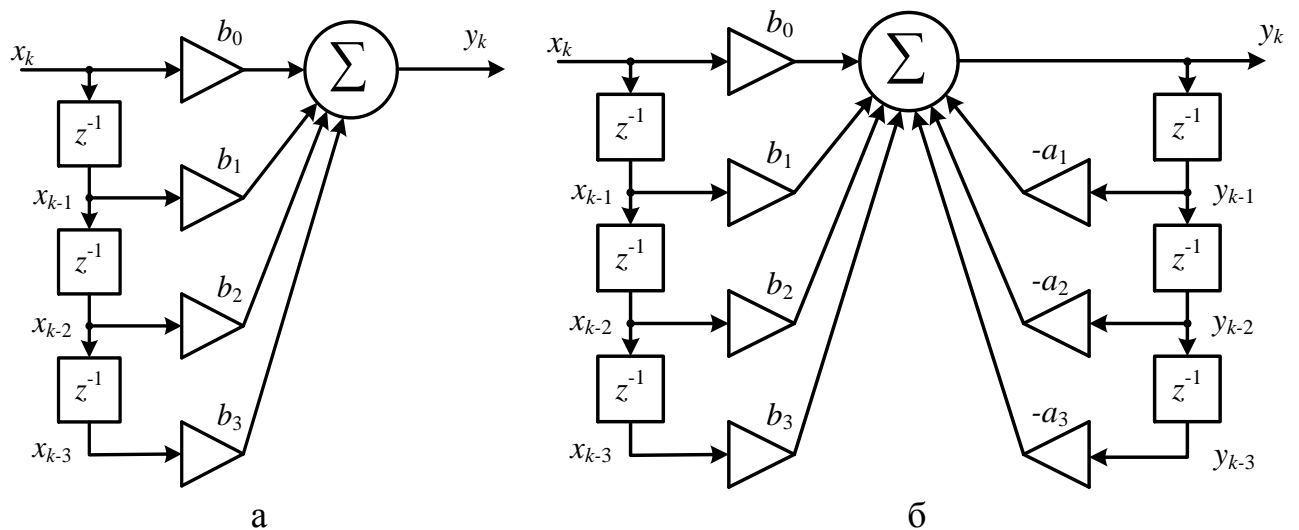 xₖ b₀ Σ yₖ
z⁻¹
xₖ₋₁ b₁
z⁻¹
xₖ₋₂ b₂
z⁻¹
xₖ₋₃ b₃
а
xₖ b₀ Σ yₖ
z⁻¹ z⁻¹
xₖ₋₁ b₁ -a₁ yₖ₋₁
z⁻¹ z⁻¹
xₖ₋₂ b₂ -a₂ yₖ₋₂
z⁻¹ z⁻¹
xₖ₋₃ b₃ -a₃ yₖ₋₃
б